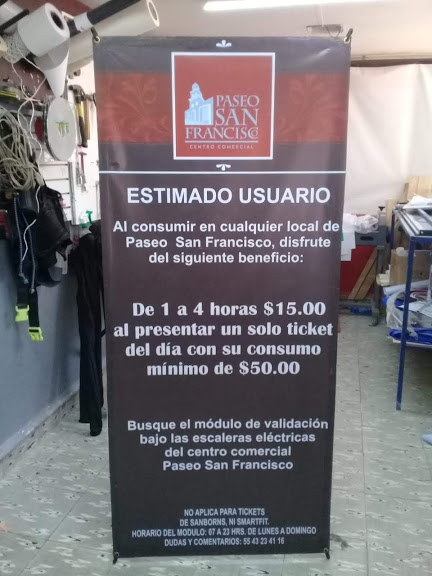 PASEO
SAN
FRANCISCO
CENTRO COMERCIAL
ESTIMADO USUARIO
Al consumir en cualquier local de
Paseo San Francisco, disfrute
del siguiente beneficio:
De 1 a 4 horas $15.00
al presentar un solo ticket
del día con su consumo
mínimo de $50.00
Busque el módulo de validación
bajo las escaleras eléctricas
del centro comercial
Paseo San Francisco
NO APLICA PARA TICKETS
DE SANBORNS, NI SMARTFIT.
HORARIO DEL MODULO: 07 A 23 HRS. DE LUNES A DOMINGO
DUDAS Y COMENTARIOS: 55 43 23 41 16